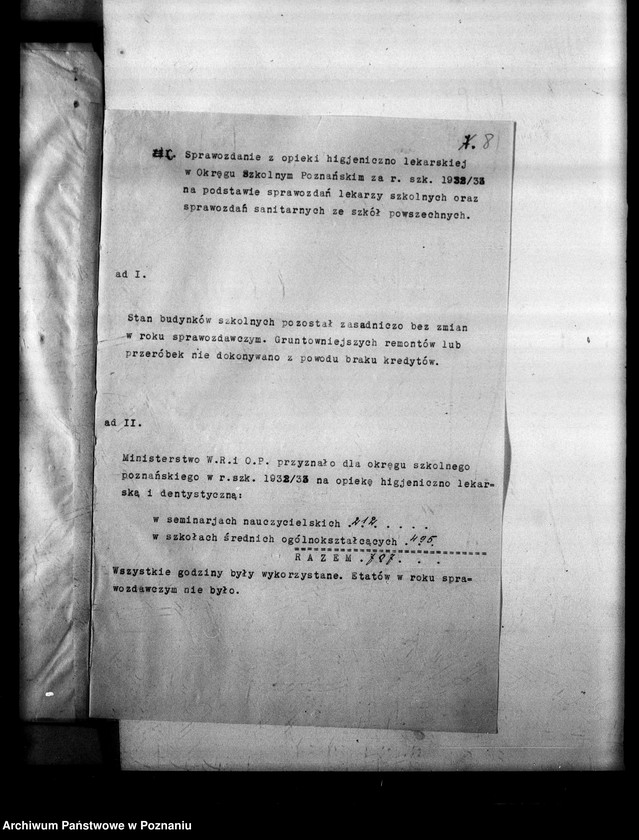 8
Sprawozdanie z opieki higjeniczno lekarskiej
w Okręgu Szkolnym Poznańskim za r. szk. 1932/33
na podstawie sprawozdań lekarzy szkolnych oraz
sprawozdań sanitarnych ze szkół powszechnych.
ad I.
Stan budynków szkolnych pozostał zasadniczo bez zmian
w roku sprawozdawczym. Gruntowniejszych remontów lub
przeróbek nie dokonywano z powodu braku kredytów.
ad II.
Ministerstwo W.R.i O.P. przyznało dla okręgu szkolnego
poznańskiego w r.szk. 1932/33 na opiekę higjeniczno lekar-
ską i dentystyczną:
w seminarjach nauczycielskich .212. . . . .
w szkołach średnich ogólnokształcących .495.
R A Z E M . . . .
Wszystkie godziny były wykorzystane. Etatów w roku spra-
wozdawczym nie było.
Archiwum Państwowe w Poznaniu